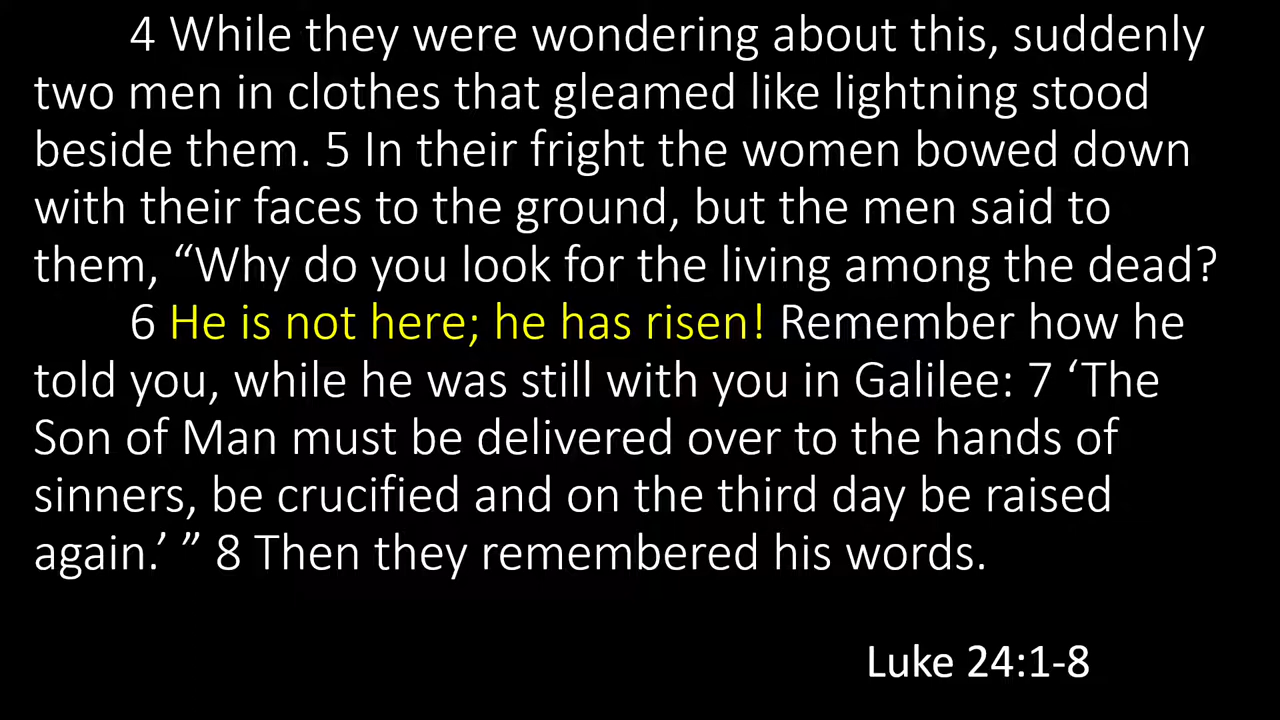 4 While they were wondering about this, suddenly
two men in clothes that gleamed like lightning stood
beside them. 5 In their fright the women bowed down
with their faces to the ground, but the men said to
them, “Why do you look for the living among the dead?
6 He is not here; he has risen! Remember how he
told you, while he was still with you in Galilee: 7 ‘The
Son of Man must be delivered over to the hands of
sinners, be crucified and on the third day be raised
again.’ ” 8 Then they remembered his words.
Luke 24:1-8